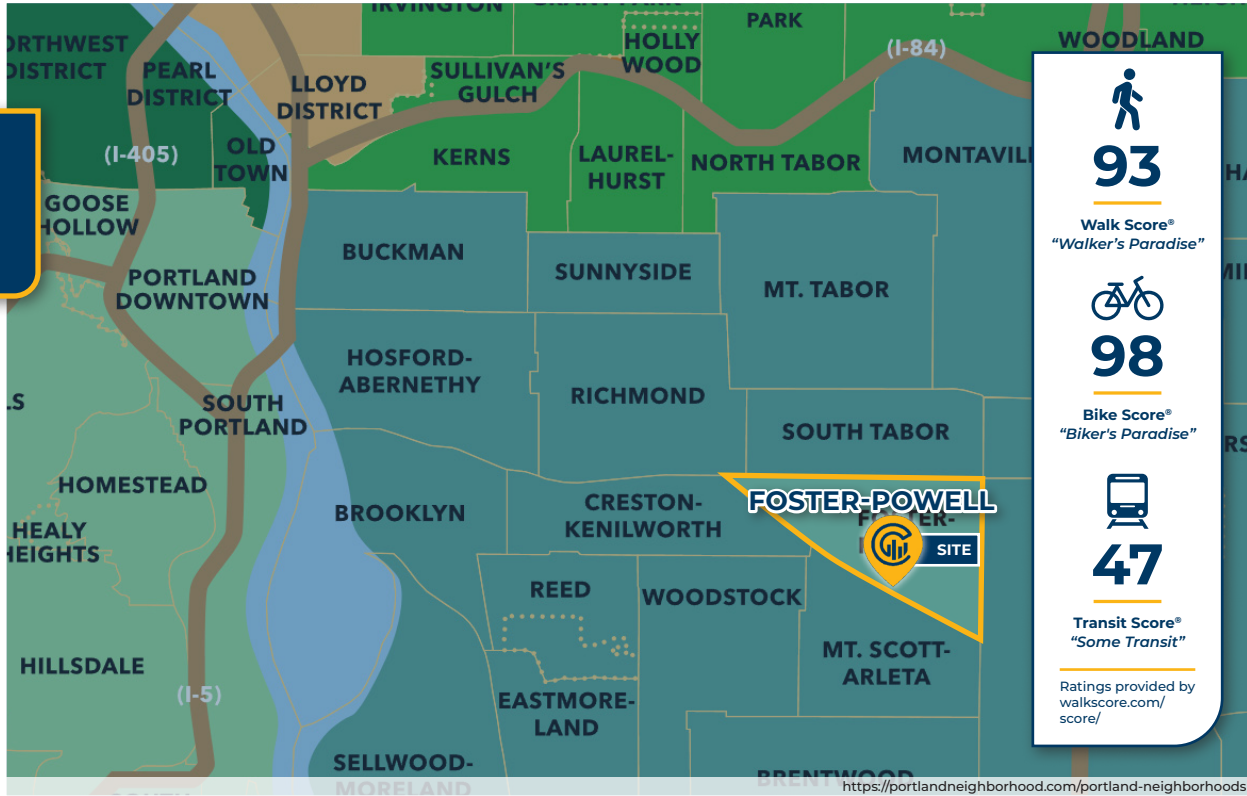 PARK
(I-84)
HOLLY
WOOD
WOODLAND
PEARL
DISTRICT
LLOYD
DISTRICT
SULLIVAN'S
GULCH
(I-405)
OLD
TOWN
KERNS
LAUREL-
HURST
NORTH TABOR
GOOSE
HOLLOW
PORTLAND
DOWNTOWN
BUCKMAN
SUNNYSIDE
MT. TABOR
HOSFORD-
ABERNETHY
RICHMOND
SOUTH
PORTLAND
SOUTH TABOR
HOMESTEAD
HEALY
HEIGHTS
BROOKLYN
CRESTON-
KENILWORTH
FOSTER-POWELL
SITE
REED
WOODSTOCK
HILLSDALE
(I-5)
MT. SCOTT-
ARLETA
EASTMORE-
LAND
SELLWOOD-
MORELAND
BRENTWOOD
93
Walk Score®
“Walker’s Paradise”
98
Bike Score®
“Biker's Paradise”
47
Transit Score®
“Some Transit”
Ratings provided by
walkscore.com/
score/
https://portlandneighborhood.com/portland-neighborhoods